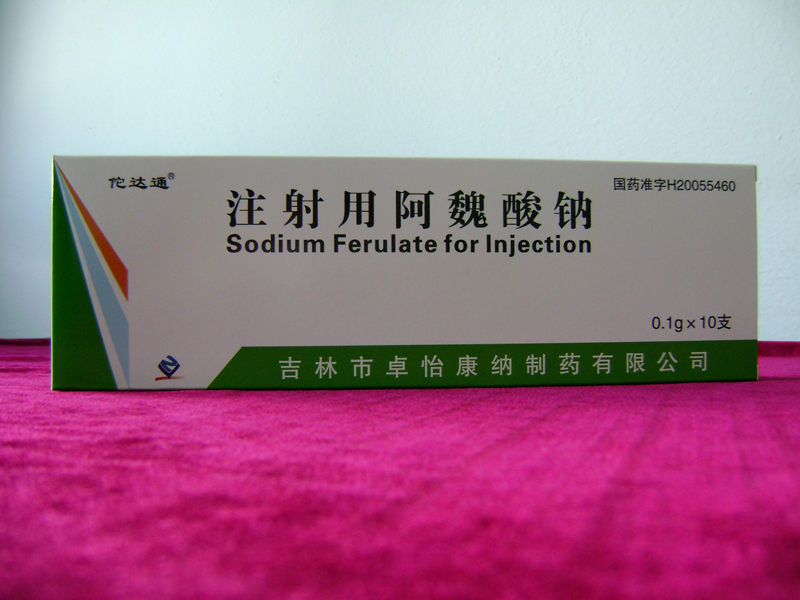 佗达通®
国药准字H20055460
注射用阿魏酸钠
Sodium Ferulate for Injection
0.1g×10支
吉林市卓怡康纳制药有限公司